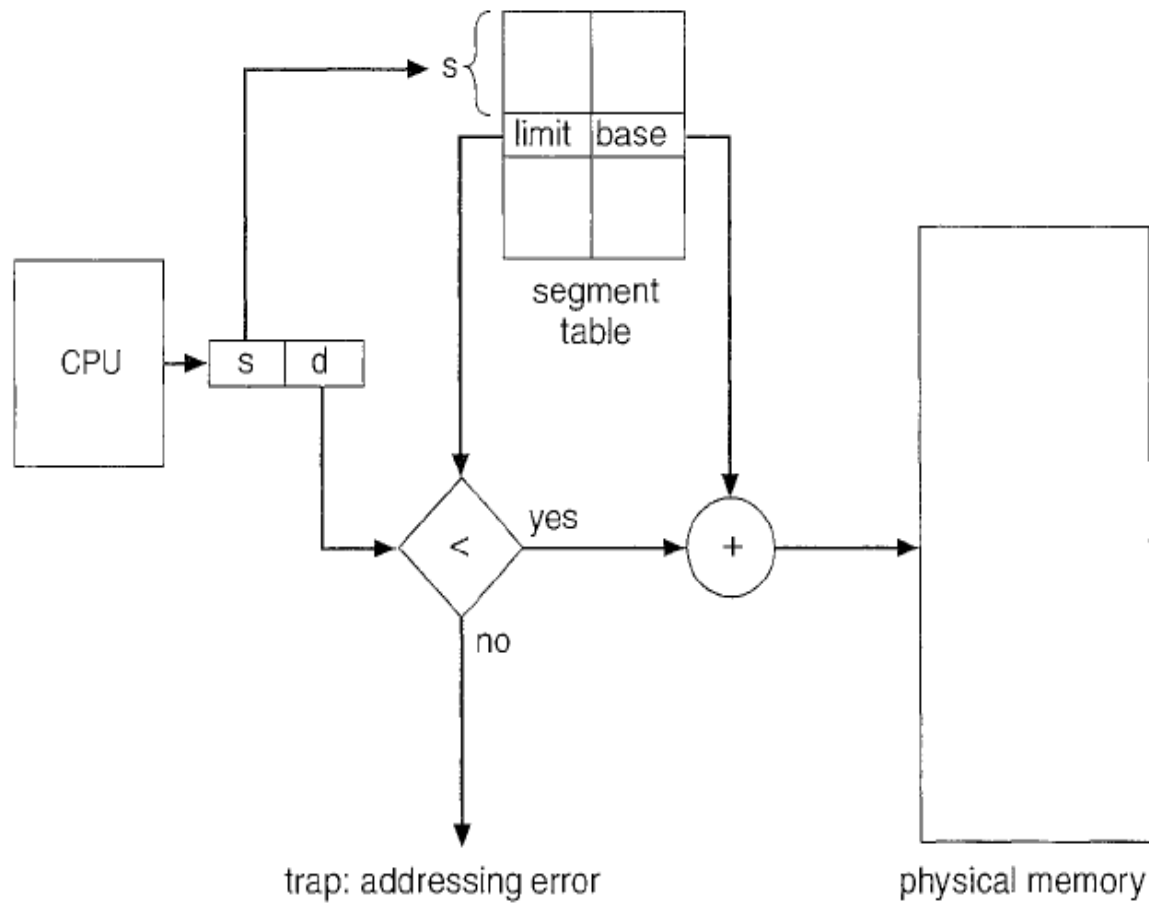 s
limit base
segment
table
CPU
s d
<
yes
+
no
trap: addressing error
physical memory